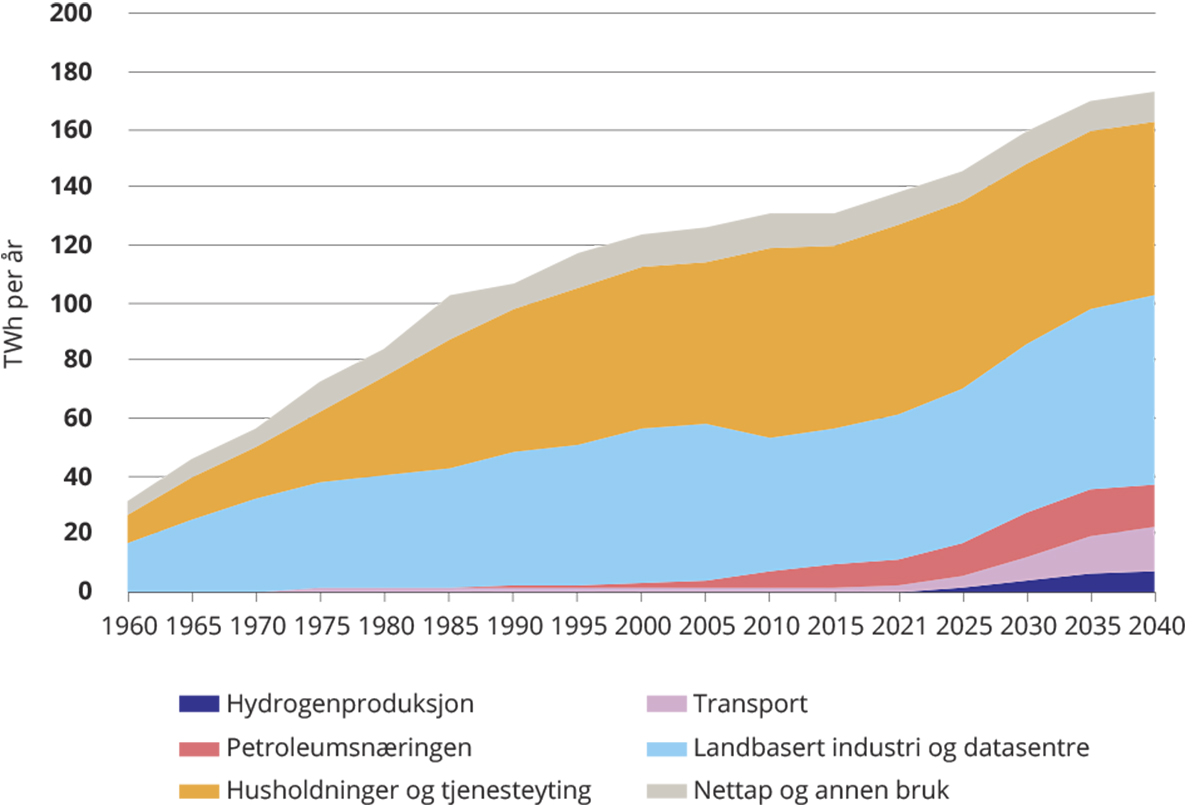 200
180
160
140
120
100
80
60
40
20
0
TWh per år
1960 1965 1970 1975 1980 1985 1990 1995 2000 2005 2010 2015 2021 2025 2030 2035 2040
Hydrogenproduksjon
Transport
Petroleumsnæringen
Landbasert industri og datasentre
Husholdninger og tjenesteyting
Nettap og annen bruk